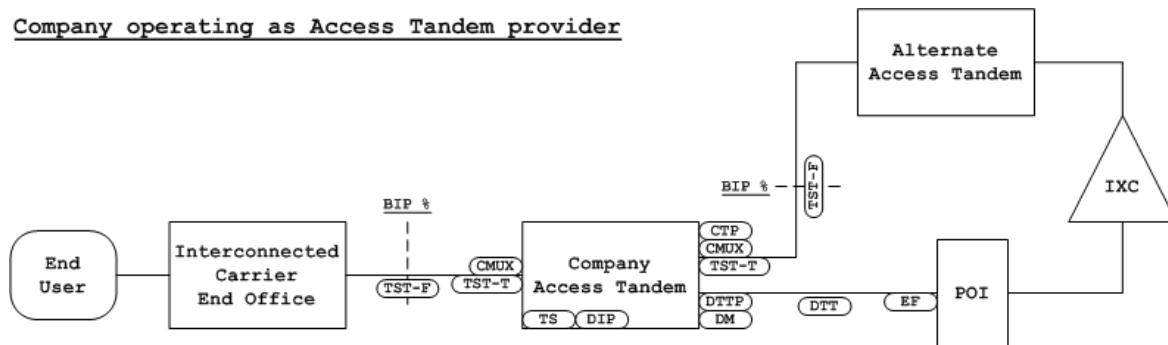 Company operating as Access Tandem provider
Alternate
Access Tandem
BIP %
TST-F
IXC
BIP %
End
User
Interconnected
Carrier
End Office
TST-F
CMUX
TST-T
Company
Access Tandem
TS
DIP
CTP
CMUX
TST-T
DTTP
DM
DTT
EF
POI